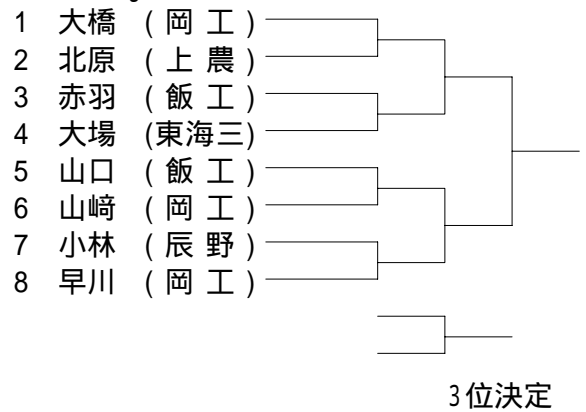 1 大橋 (岡 工)
2 北原 (上 農)
3 赤羽 (飯 工)
4 大場 (東海三)
5 山口 (飯 工)
6 山﨑 (岡 工)
7 小林 (辰 野)
8 早川 (岡 工)
3位決定